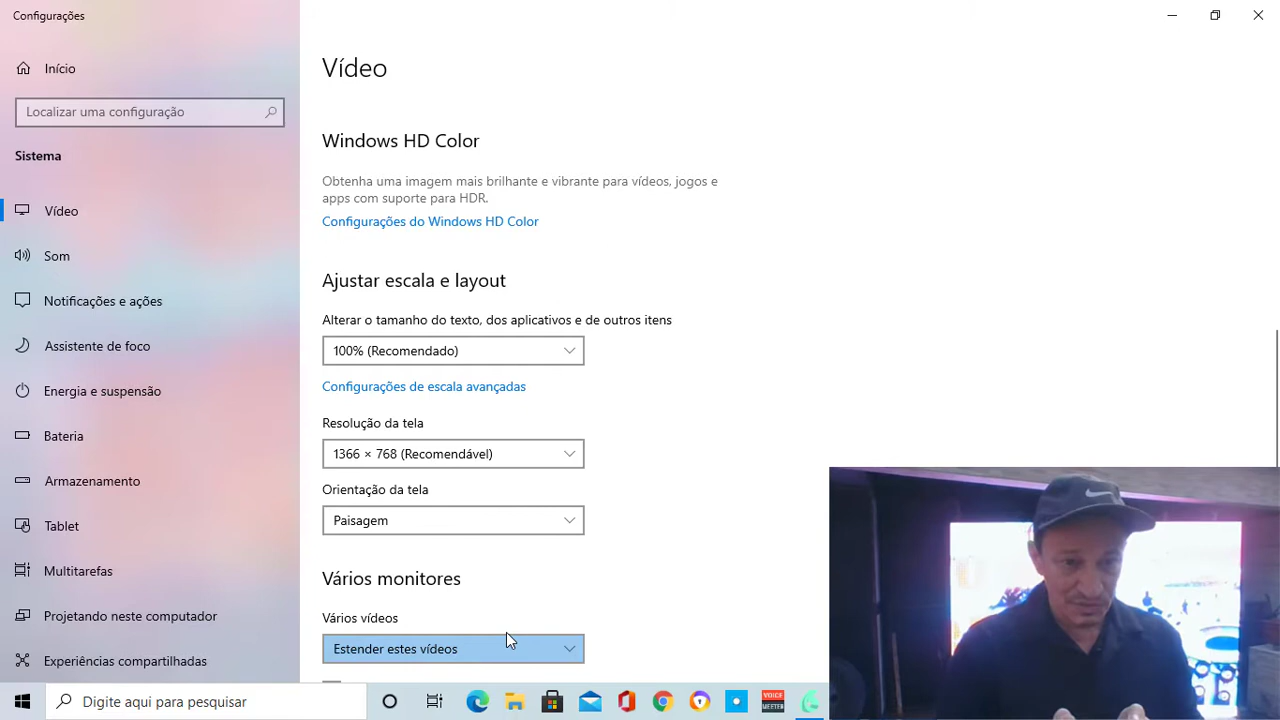 Configurações
Início
Localizar uma configuração
Sistema
Vídeo
Som
Notificações e ações
Assistente de foco
Energia e suspensão
Bateria
Armazenamento
Tablet
Multitarefas
Projetando neste computador
Experiências compartilhadas
Vídeo
Windows HD Color
Obtenha uma imagem mais brilhante e vibrante para vídeos, jogos e
apps com suporte para HDR.
Configurações do Windows HD Color
Ajustar escala e layout
Alterar o tamanho do texto, dos aplicativos e de outros itens
100% (Recomendado)
Configurações de escala avançadas
Resolução da tela
1366 × 768 (Recomendável)
Orientação da tela
Paisagem
Vários monitores
Vários vídeos
Estender estes vídeos
Digite aqui para pesquisar
VOICE
MEETER